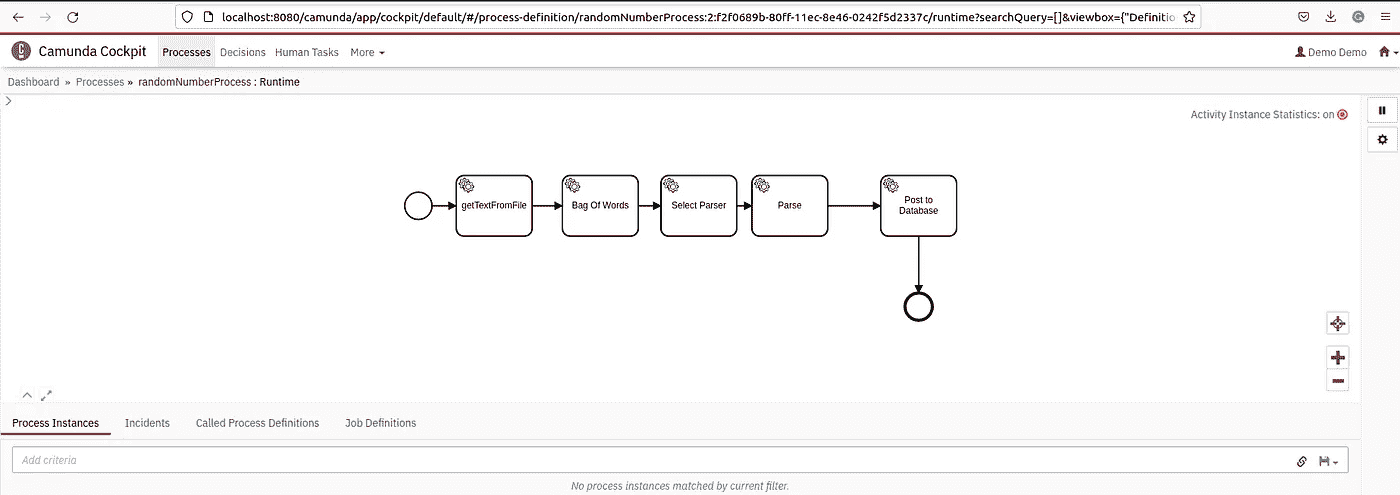 localhost:8080/camunda/app/cockpit/default/#/process-definition/randomNumberProcess:2:f2f0689b-80ff-11ec-8e46-0242f5d2337c/runtime?searchQuery=[]&viewbox={"Definitio
Camunda Cockpit Processes Decisions Human Tasks More Demo Demo
Dashboard » Processes » randomNumberProcess : Runtime
Activity Instance Statistics: on
getTextFromFile
Bag Of Words
Select Parser
Parse
Post to
Database
Process Instances Incidents Called Process Definitions Job Definitions
Add criteria
No process instances matched by current filter.